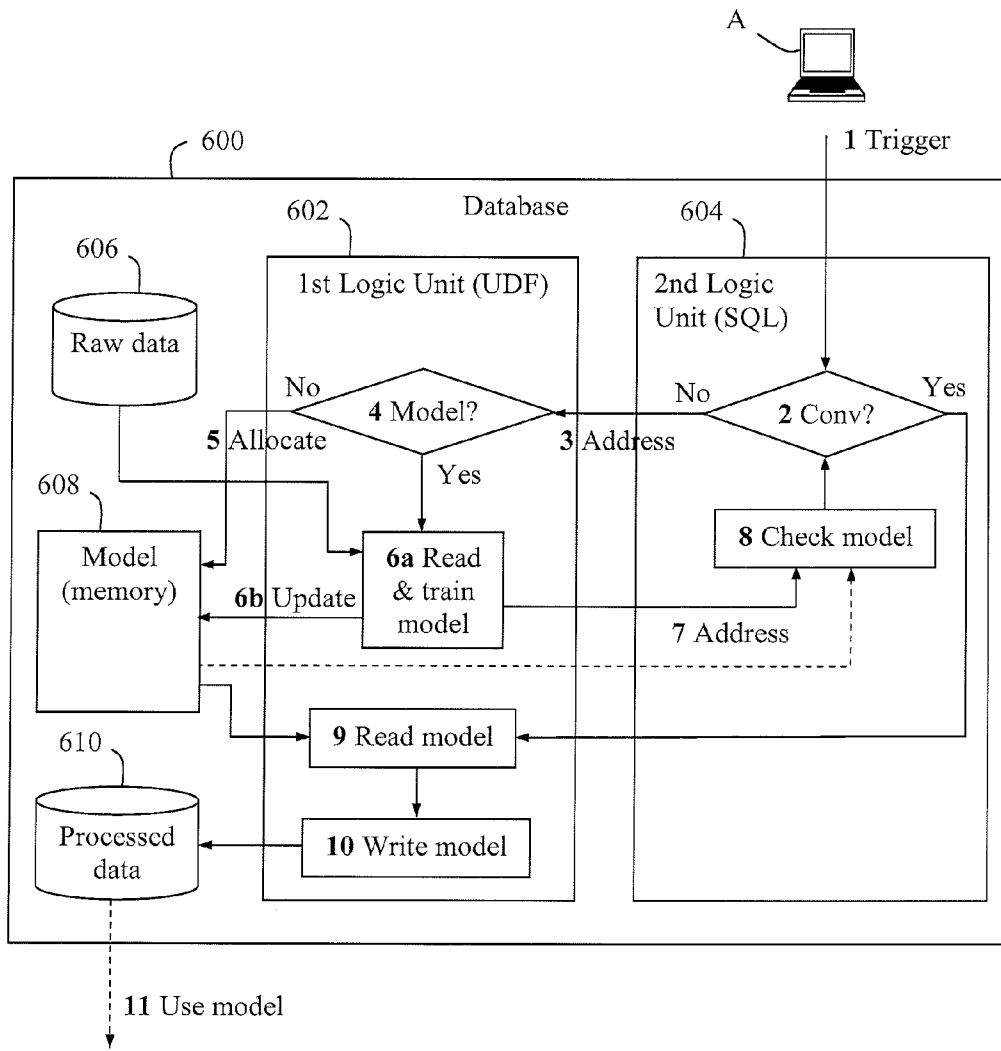 A
1 Trigger
600
Database
602
604
606
1st Logic Unit (UDF)
2nd Logic
Unit (SQL)
Raw data
No
4 Model?
No
2 Conv?
Yes
5 Allocate
3 Address
Yes
608
Model
(memory)
6a Read
& train
model
8 Check model
6b Update
7 Address
9 Read model
610
Processed
data
10 Write model
11 Use model